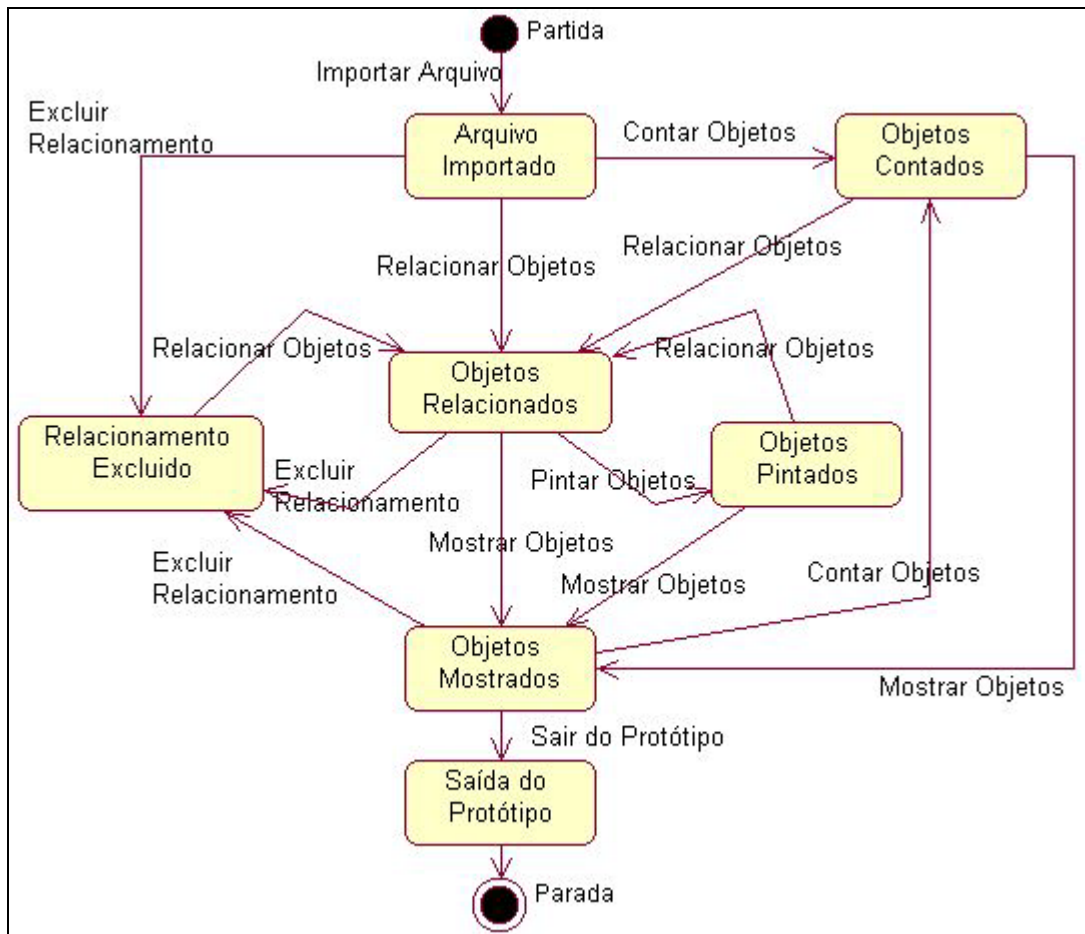 Partida
Importar Arquivo
Excluir
Relacionamento
Arquivo
Importado
Contar Objetos
Objetos
Contados
Relacionar Objetos
Relacionar Objetos
Relacionar Objetos
Relacionar Objetos
Objetos
Relacionados
Relacionamento
Excluido
Objetos
Pintados
Excluir
Relacionamento
Pintar Objetos
Mostrar Objetos
Excluir
Relacionamento
Mostrar Objetos
Contar Objetos
Objetos
Mostrados
Mostrar Objetos
Sair do Protótipo
Saída do
Protótipo
Parada